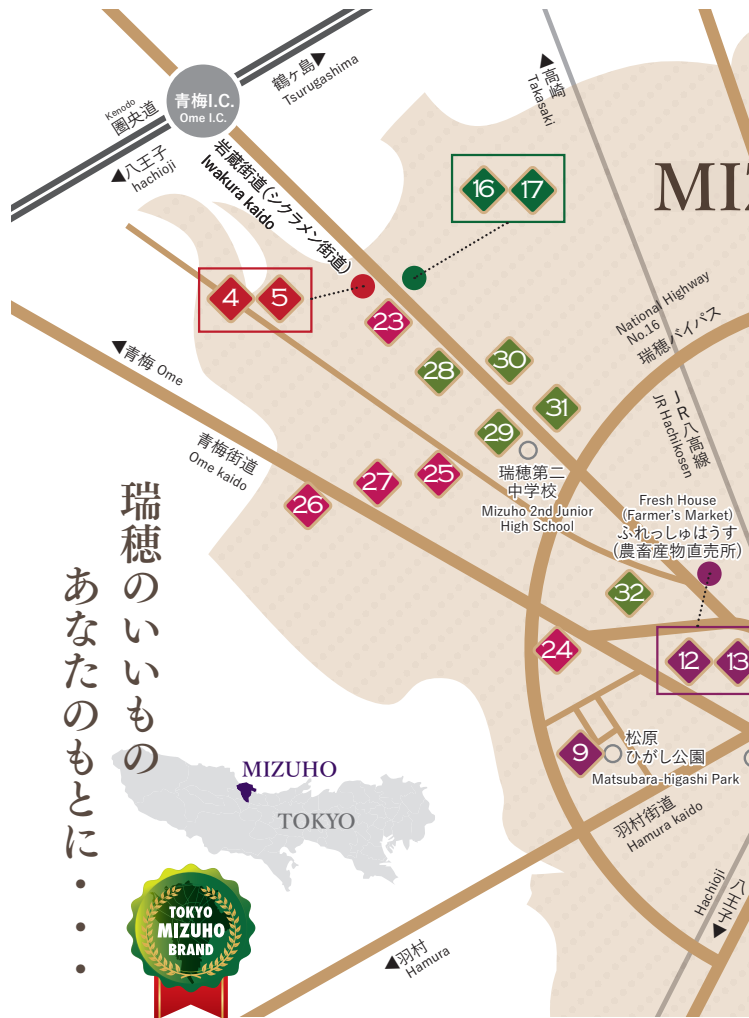 Kenodo
圏央道
青梅I.C.
Ome I.C.
鶴ヶ島▶
Tsurugashima
◀八王子
hachioji
岩蔵街道(シクラメン街道)
Iwakura kaido
▲高崎
Takasaki
16
17
MIZ
4
5
23
28
30
31
29
National Highway
No.16
瑞穂バイパス
JR八高線
JR Hachikosen
◀青梅 Ome
青梅街道
Ome kaido
26
27
25
瑞穂第二
中学校
Mizuho 2nd Junior
High School
Fresh House
(Farmer's Market)
ふれっしゅはうす
(農畜産物直売所)
32
24
12
13
9
松原
ひがし公園
Matsubara-higashi Park
羽村街道
Hamura kaido
Hachioji
八王子
◀羽村
Hamura
瑞穂のいいもの
あなたのもとに・・・
MIZUHO
TOKYO
TOKYO
MIZUHO
BRAND